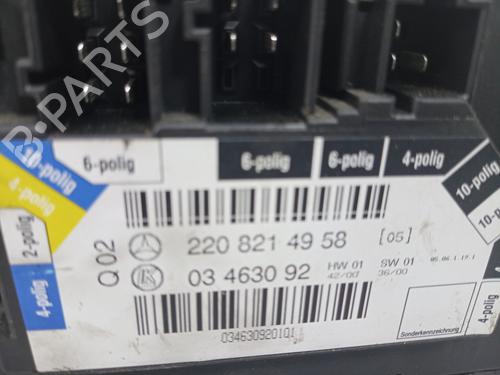 B-PARTS
10-polig
4-polig
2-polig
4-polig
6-polig
6-polig
6-polig
4-polig
10-polig
4-polig
Q 02
220 821 49 58 [05]
03 4630 92 HW 01 42/00 SW 01 36/00
034630920101
Sonderkennzeichnung